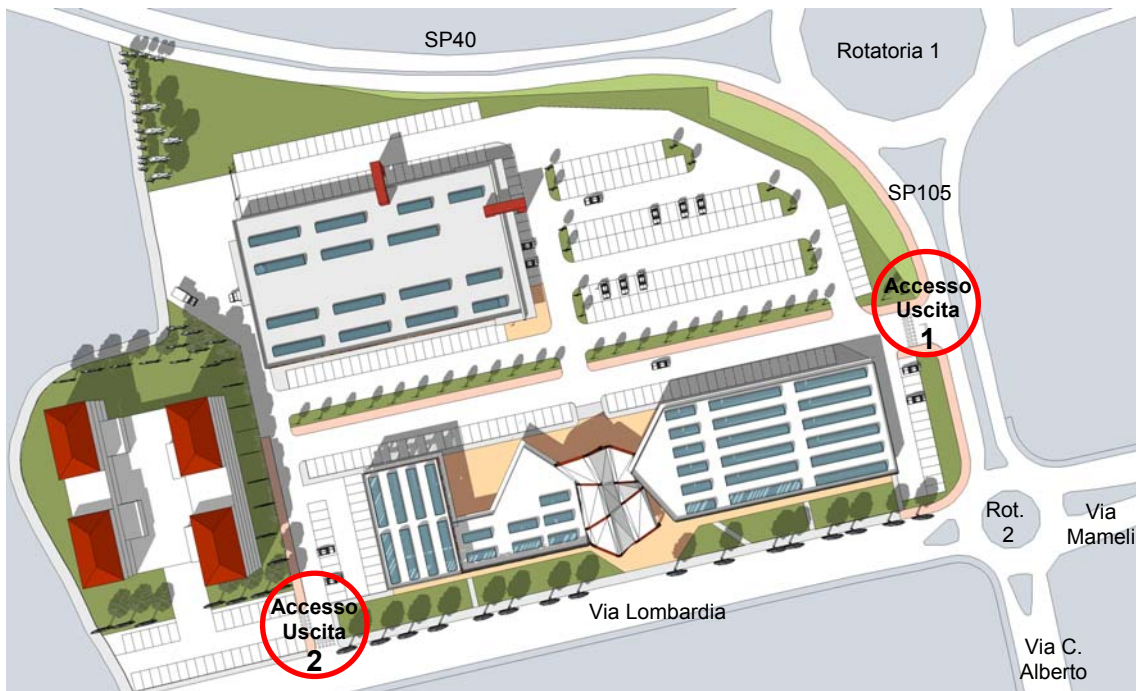 SP40
Rotatoria 1
SP105
Accesso
Uscita
1
Rot.
2
Via
Mameli
Accesso
Uscita
2
Via Lombardia
Via C.
Alberto